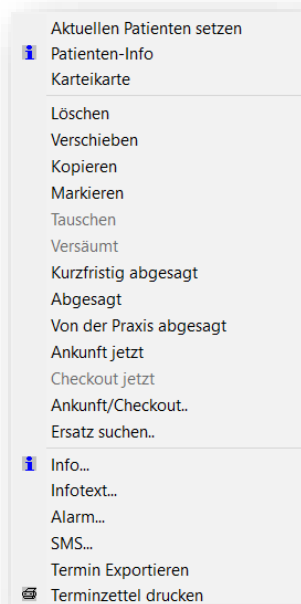 Aktuellen Patienten setzen
Patienten-Info
Karteikarte
Löschen
Verschieben
Kopieren
Markieren
Tauschen
Versäumt
Kurzfristig abgesagt
Abgesagt
Von der Praxis abgesagt
Ankunft jetzt
Checkout jetzt
Ankunft/Checkout..
Ersatz suchen..
Info...
Infotext...
Alarm...
SMS...
Termin Exportieren
Terminzettel drucken